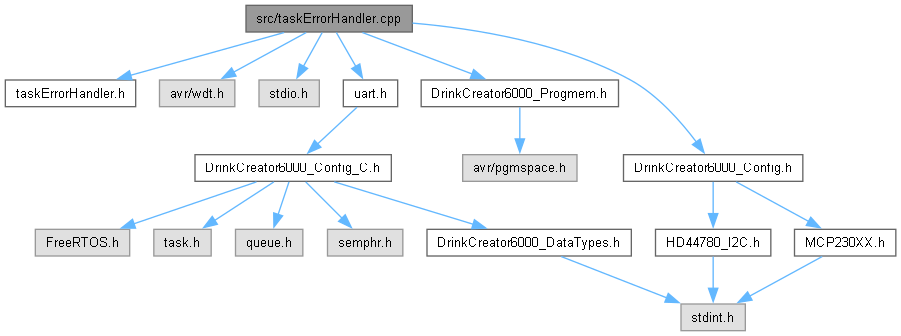 src/taskErrorHandler.cpp
taskErrorHandler.h
avr/wdt.h
stdio.h
uart.h
DrinkCreator6000_Progmem.h
DrinkCreator6000_Config_C.h
avr/pgmspace.h
DrinkCreator6000_Config.h
FreeRTOS.h
task.h
queue.h
semphr.h
DrinkCreator6000_DataTypes.h
HD44780_I2C.h
MCP230XX.h
stdint.h